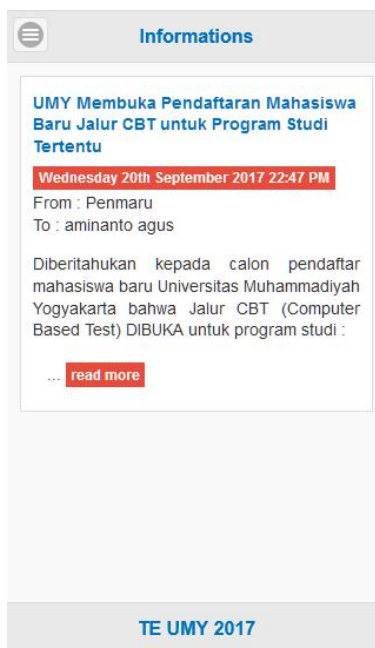 Informations
UMY Membuka Pendaftaran Mahasiswa
Baru Jalur CBT untuk Program Studi
Tertentu
Wednesday 20th September 2017 22:47 PM
From : Penmaru
To : aminanto agus
Diberitahukan kepada calon pendaftar
mahasiswa baru Universitas Muhammadiyah
Yogyakarta bahwa Jalur CBT (Computer
Based Test) DIBUKA untuk program studi :
... read more
TE UMY 2017